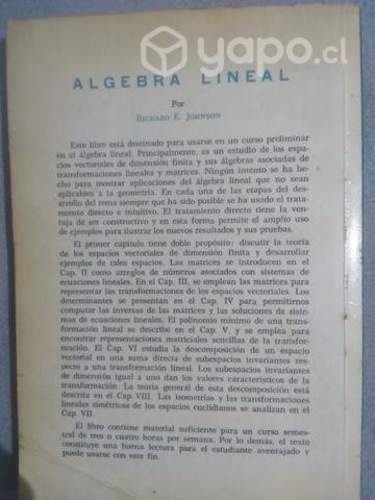 yapo.cl
ALGEBRA LINEAL
Por
RICHARD E. JOHNSON
Este libro está destinado para usarse en un curso preliminar
en el álgebra lineal. Principalmente, es un estudio de los espa-
cios vectoriales de dimensión finita y sus álgebras asociadas de
transformaciones lineales y matrices. Ningún intento se ha he-
cho para mostrar aplicaciones del álgebra lineal que no sean
aplicables a la geometría. En cada una de las etapas del des-
arrollo del tema siempre que ha sido posible se ha usado el trata-
miento directo e intuitivo. El tratamiento directo tiene la ven-
taja de ser constructivo y en esta forma permite el amplio uso
de ejemplos para ilustrar los nuevos resultados y sus pruebas.
El primer capítulo tiene doble propósito: discutir la teoría
de los espacios vectoriales de dimensión finita y desarrollar
ejemplos de tales espacios. Las matrices se introducen en el
Cap. II como arreglos de números asociados con sistemas de
ecuaciones lineales. En el Cap. III, se emplean las matrices para
representar las transformaciones de los espacios vectoriales. Los
determinantes se presentan en el Cap. IV para permitirnos
computar las inversas de las matrices y las soluciones de siste-
mas de ecuaciones lineales. El polinomio mínimo de una trans-
formación lineal se describe en el Cap. V, y se emplea para
encontrar representaciones matriciales sencillas de la transfor-
mación. El Cap. VI estudia la descomposición de un espacio
vectorial en una suma directa de subespacios invariantes res-
pecto a una transformación lineal. Los subespacios invariantes
de dimensión igual a uno dan los valores característicos de la
transformación. La teoría general de esta descomposición está
descrita en el Cap VIII. Las isometrías y las transformaciones
lineales simétricas de los espacios euclidianos se analizan en el
Cap. VII.
El libro contiene material suficiente para un curso semes-
tral de tres o cuatro horas por semana. Por lo demás, el texto
constituye una buena lectura para el estudiante aventajado y
puede usarse con este fin.